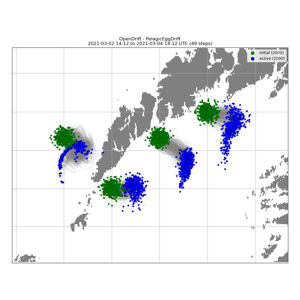 OpenDrift - PelagicEggDrift
2021-03-02 14:12 to 2021-03-04 14:12 UTC (49 steps)
initial (2000)
active (2000)